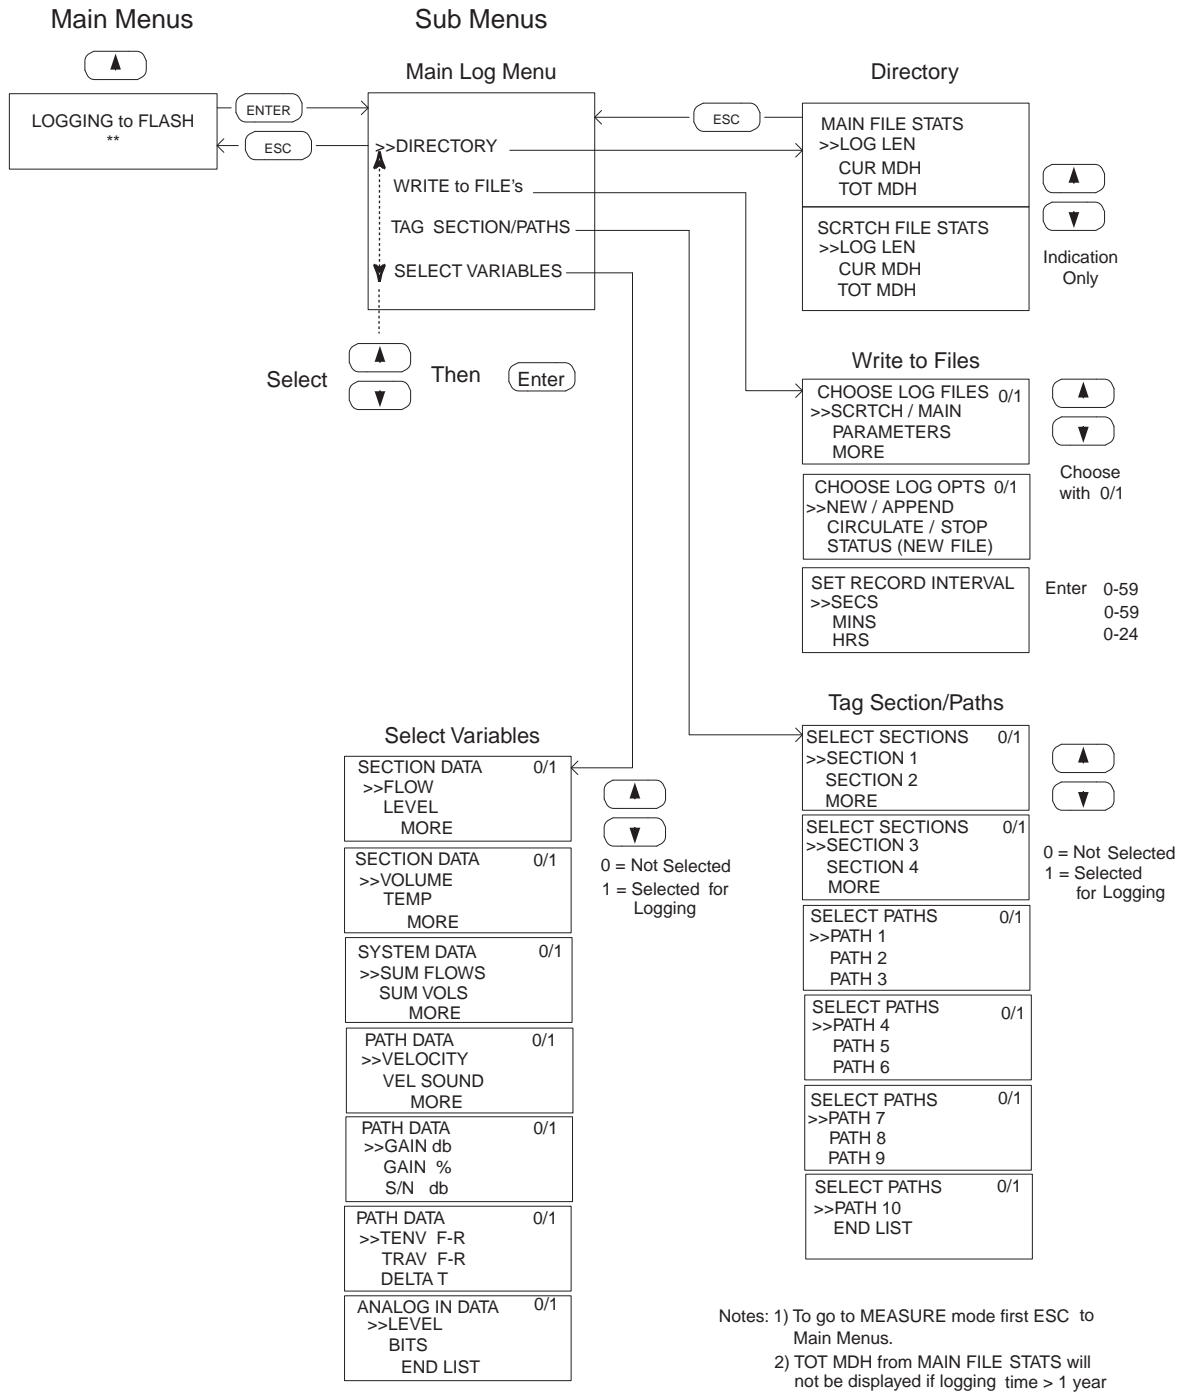 Main Menus
Sub Menus
Main Log Menu
Directory
LOGGING to FLASH
**
ENTER
ESC
>>DIRECTORY
WRITE to FILE's
TAG SECTION/PATHS
SELECT VARIABLES
ESC
MAIN FILE STATS
>>LOG LEN
CUR MDH
TOT MDH
SCRTCH FILE STATS
>>LOG LEN
CUR MDH
TOT MDH
Indication
Only
Select
Then
Enter
Write to Files
CHOOSE LOG FILES 0/1
>>SCRTCH / MAIN
PARAMETERS
MORE
Choose
with 0/1
CHOOSE LOG OPTS 0/1
>>NEW / APPEND
CIRCULATE / STOP
STATUS (NEW FILE)
SET RECORD INTERVAL
>>SECS
MINS
HRS
Enter 0-59
0-59
0-24
Select Variables
SECTION DATA 0/1
>>FLOW
LEVEL
MORE
SECTION DATA 0/1
>>VOLUME
TEMP
MORE
SYSTEM DATA 0/1
>>SUM FLOWS
SUM VOLS
MORE
PATH DATA 0/1
>>VELOCITY
VEL SOUND
MORE
PATH DATA 0/1
>>GAIN db
GAIN %
S/N db
PATH DATA 0/1
>>TENV F-R
TRAV F-R
DELTA T
ANALOG IN DATA 0/1
>>LEVEL
BITS
END LIST
0 = Not Selected
1 = Selected for
Logging
Tag Section/Paths
SELECT SECTIONS 0/1
>>SECTION 1
SECTION 2
MORE
SELECT SECTIONS 0/1
>>SECTION 3
SECTION 4
MORE
SELECT PATHS 0/1
>>PATH 1
PATH 2
PATH 3
SELECT PATHS 0/1
>>PATH 4
PATH 5
PATH 6
SELECT PATHS 0/1
>>PATH 7
PATH 8
PATH 9
SELECT PATHS 0/1
>>PATH 10
END LIST
0 = Not Selected
1 = Selected
for Logging
Notes: 1) To go to MEASURE mode first ESC to
Main Menus.
2) TOT MDH from MAIN FILE STATS will
not be displayed if logging time > 1 year